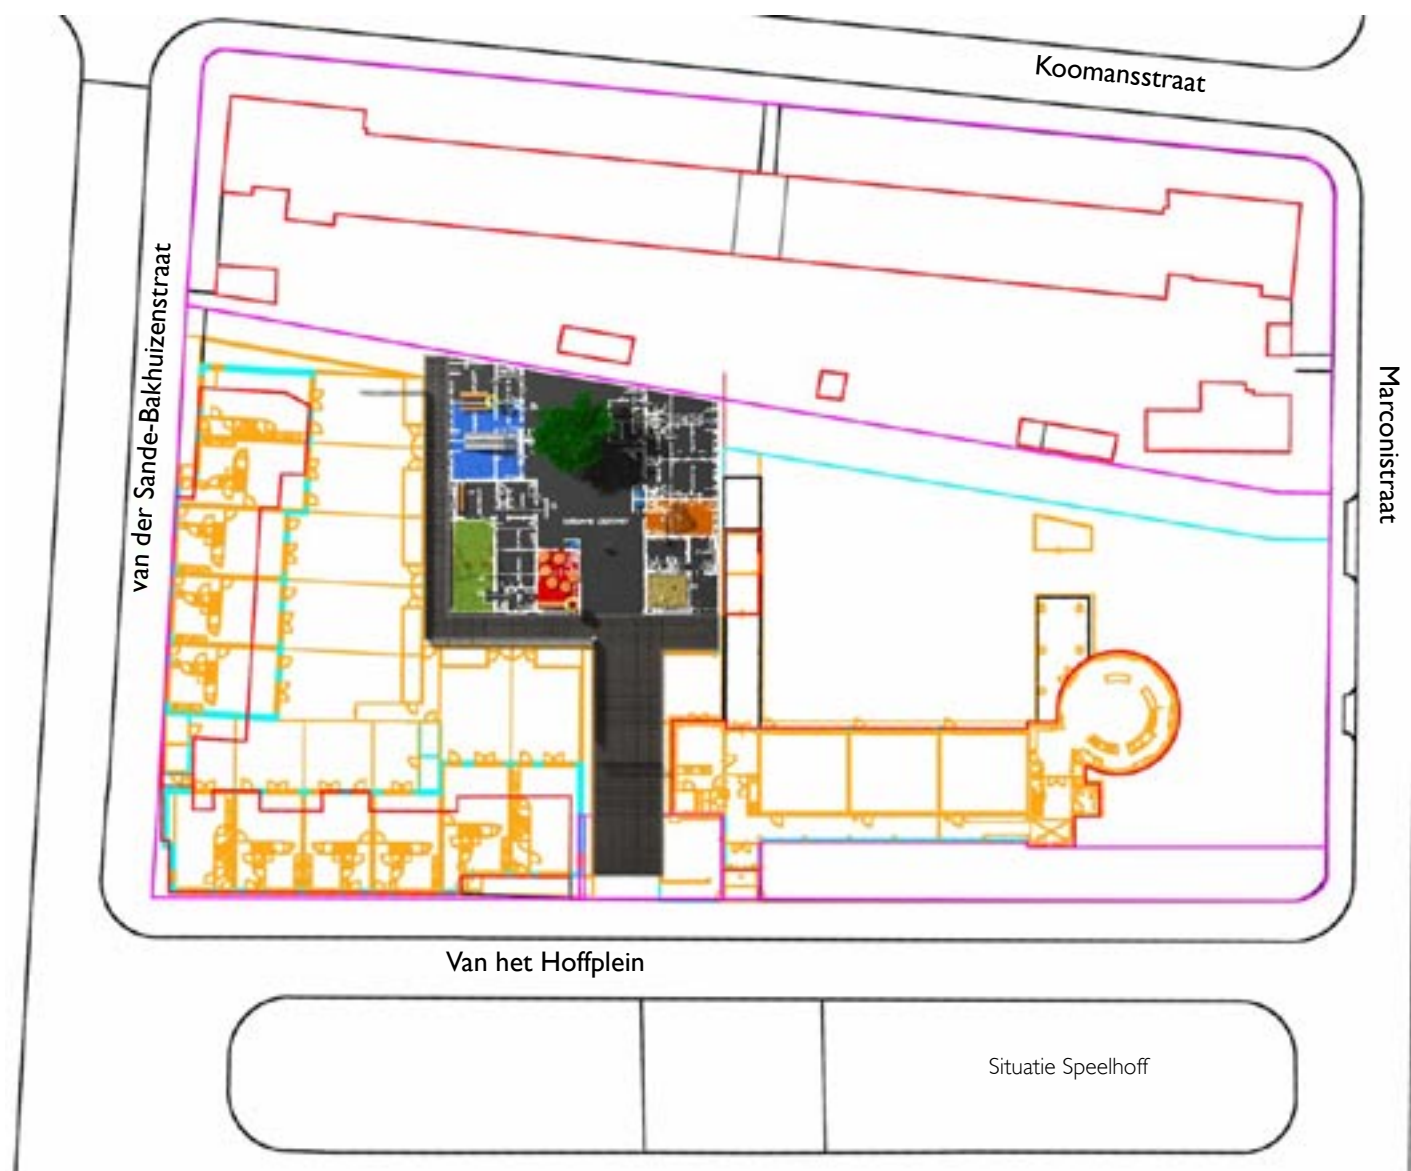 Koomansstraat
van der Sande-Bakhuizenstraat
Marconistraat
Van het Hoffplein
Situatie Speelhoff